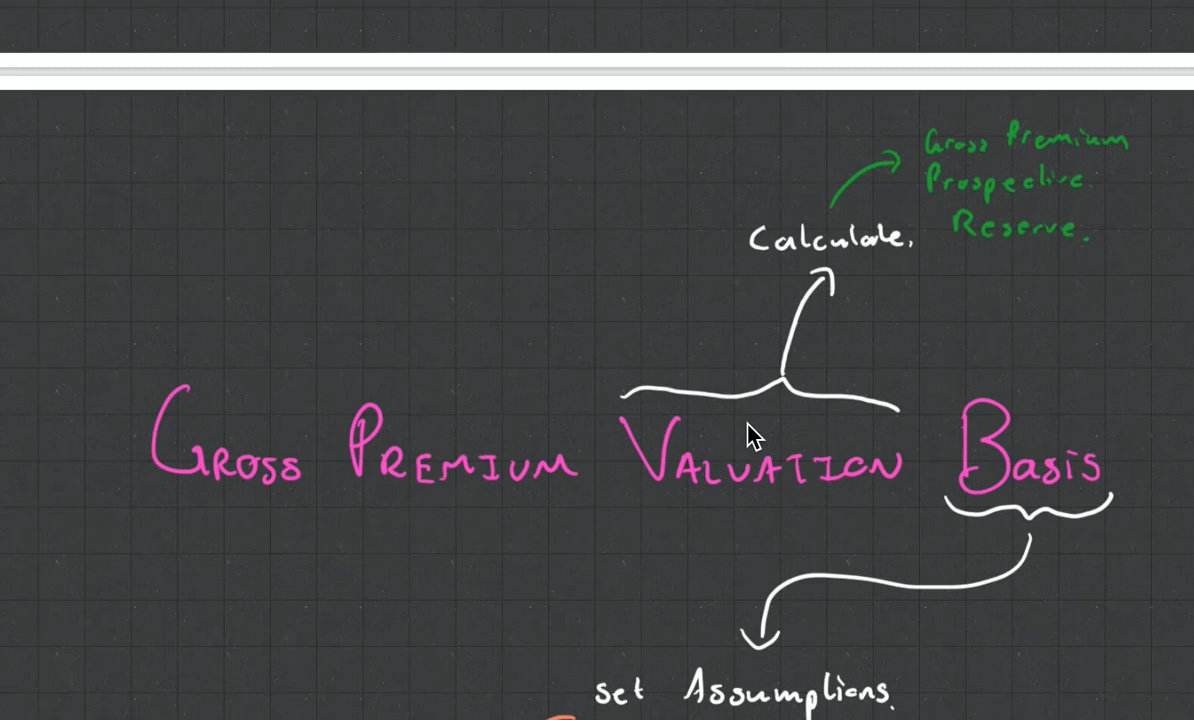 Gross Premium
Prospective
Reserve.
Calculate.
GROSS PREMIUM VALUATION BASIS
set Assumptions.